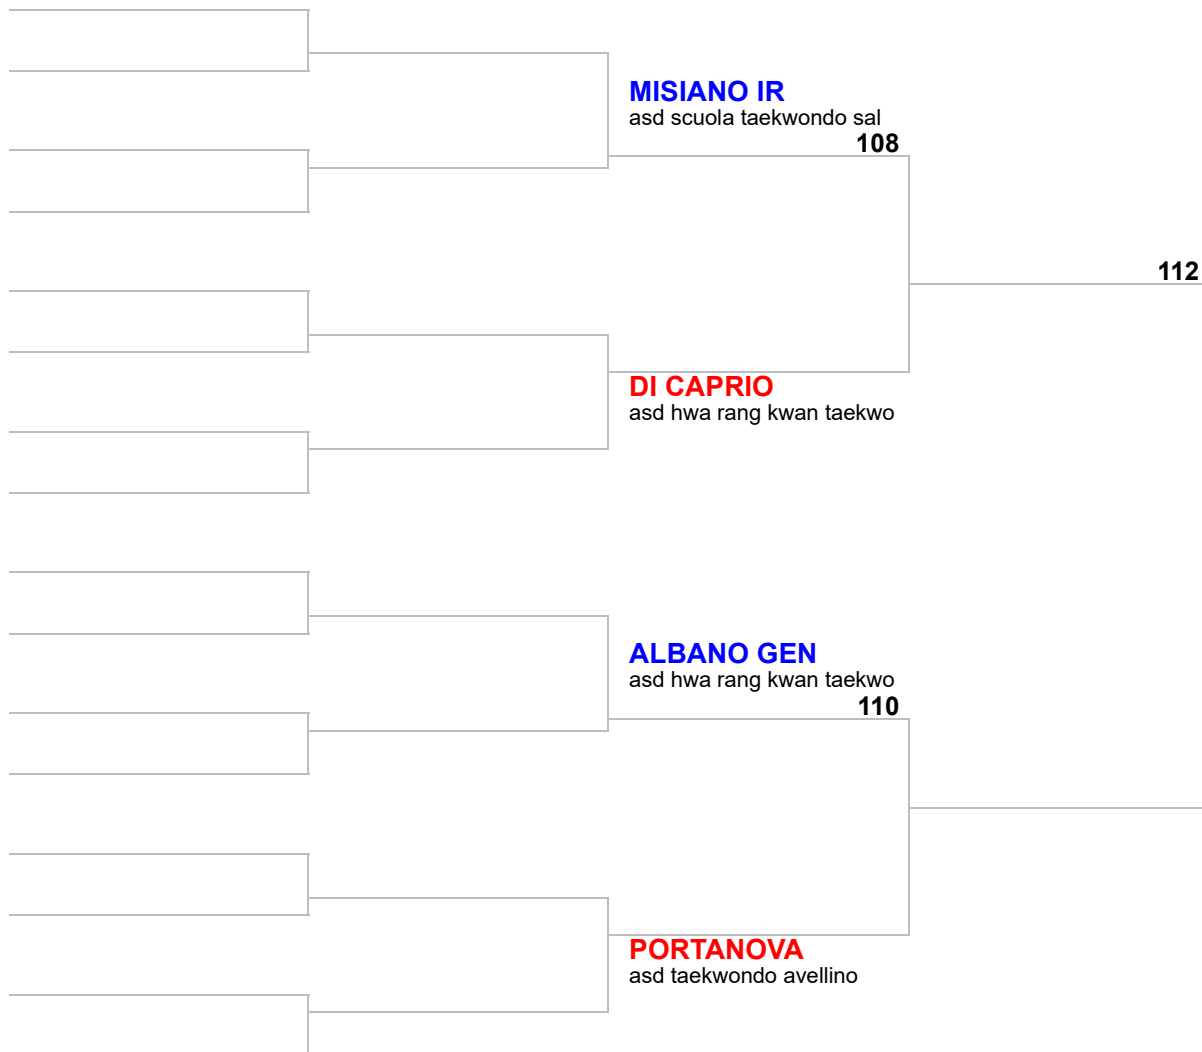 MISIANO IR
asd scuola taekwondo sal
108
112
DI CAPRIO
asd hwa rang kwan taekwo
ALBANO GEN
asd hwa rang kwan taekwo
110
PORTANOVA
asd taekwondo avellino